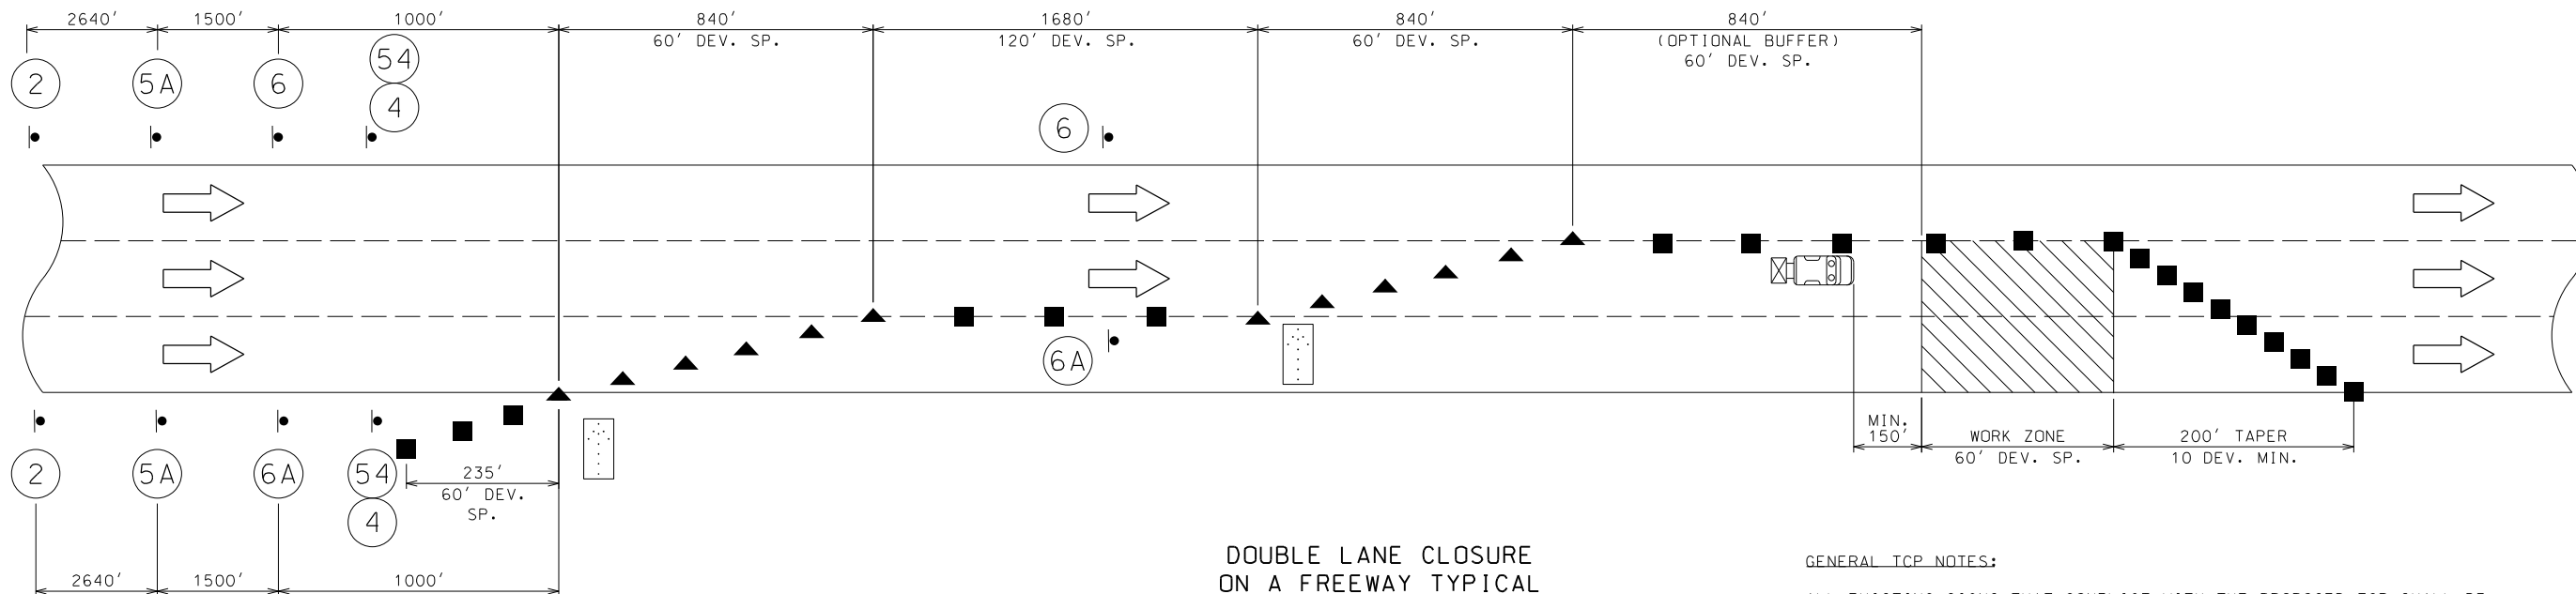 2640' 1500' 1000' 840' 1680' 840' 840'
60' DEV. SP. 120' DEV. SP. 60' DEV. SP. (OPTIONAL BUFFER)
60' DEV. SP.
2 5A 6 54
4
6
6A
2 5A 6A 54
4
235'
60' DEV.
SP.
MIN.
150'
WORK ZONE
60' DEV. SP.
200' TAPER
10 DEV. MIN.
2640' 1500' 1000'
DOUBLE LANE CLOSURE
ON A FREEWAY TYPICAL
GENERAL TCP NOTES: